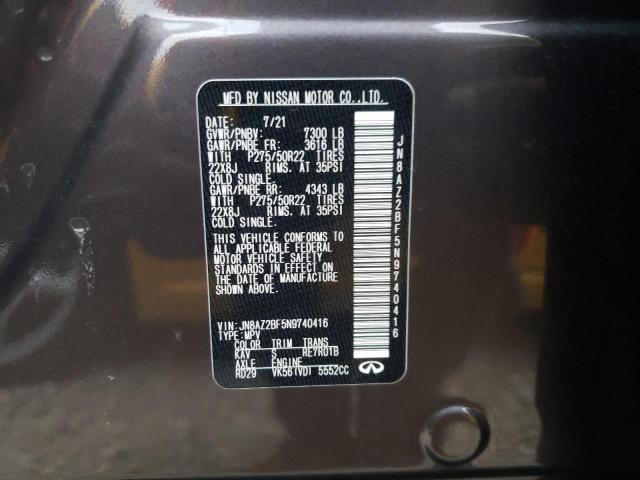 MFD BY NISSAN MOTOR CO.,LTD.
DATE: 7/21
GVWR/PNBV: 7300 LB
GAWR/PNBE FR: 3616 LB
WITH P275/50R22 TIRES
22X8J RIMS. AT 35PSI
COLD SINGLE.
GAWR/PNBE RR: 4343 LB
WITH P275/50R22 TIRES
22X8J RIMS. AT 35PSI
COLD SINGLE.
THIS VEHICLE CONFORMS TO
ALL APPLICABLE FEDERAL
MOTOR VEHICLE SAFETY
STANDARDS IN EFFECT ON
THE DATE OF MANUFACTURE
SHOWN ABOVE.
VIN:JN8AZ2BF5N9740416
TYPE:MPV
COLOR TRIM TRANS
KAV S RE7R01B
AXLE ENGINE
RD29 VK56(VD) 5552CC
JN8AZ2BF5N9740416